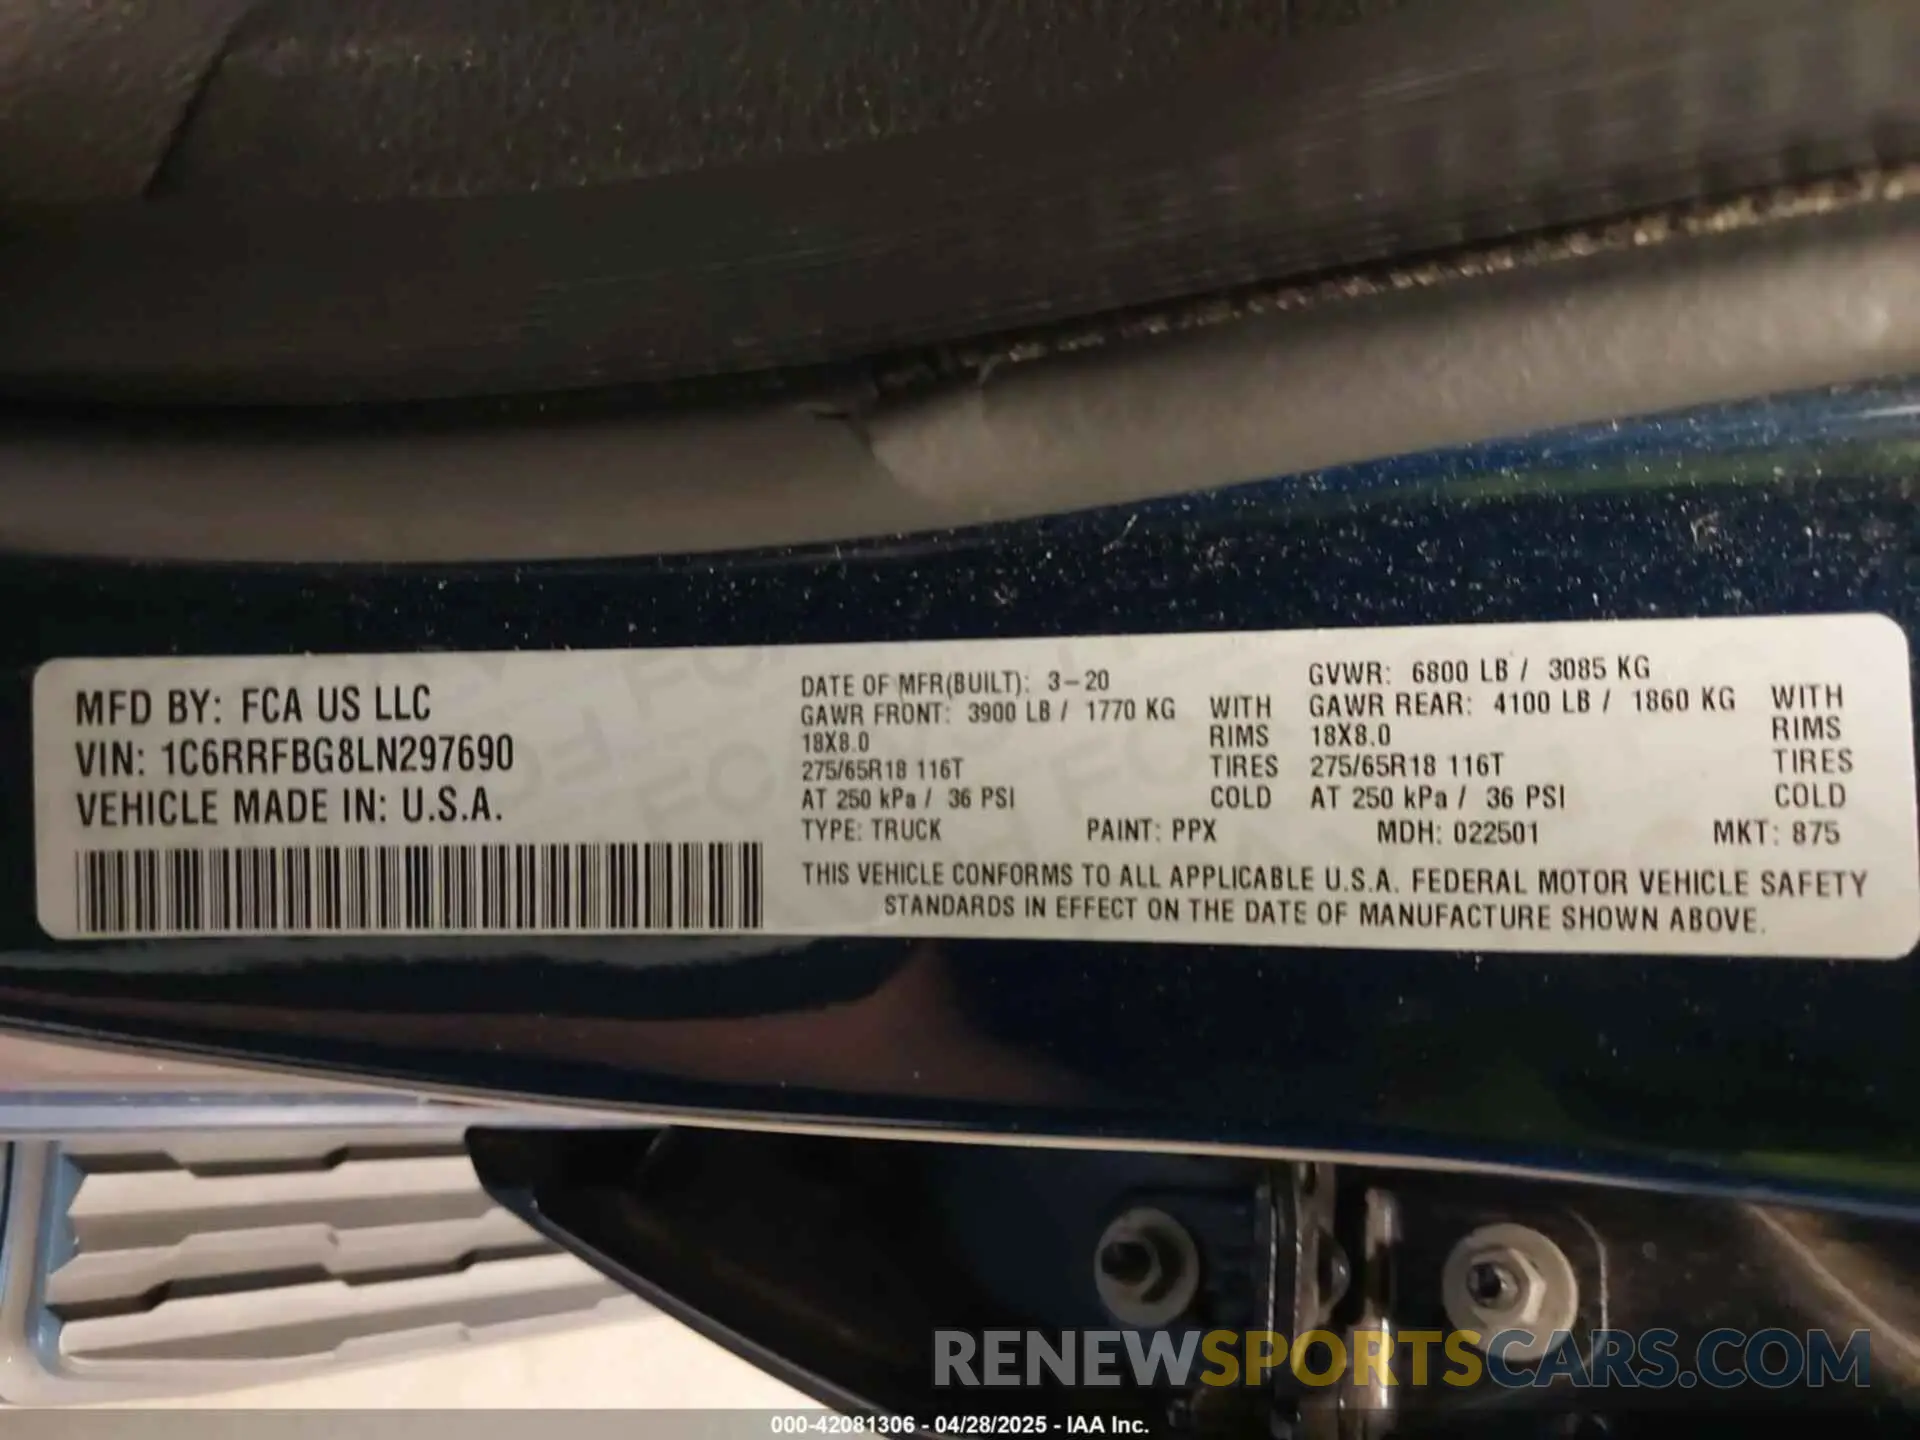 MFD BY: FCA US LLC
VIN: 1C6RRFBG8LN297690
VEHICLE MADE IN: U.S.A.
DATE OF MFR(BUILT): 3-20
GVWR: 6800 LB / 3085 KG
GAWR FRONT: 3900 LB / 1770 KG WITH
GAWR REAR: 4100 LB / 1860 KG WITH
18X8.0 RIMS
18X8.0 RIMS
275/65R18 116T TIRES
275/65R18 116T TIRES
AT 250 kPa / 36 PSI COLD
AT 250 kPa / 36 PSI COLD
TYPE: TRUCK PAINT: PPX MDH: 022501 MKT: 875
THIS VEHICLE CONFORMS TO ALL APPLICABLE U.S.A. FEDERAL MOTOR VEHICLE SAFETY
STANDARDS IN EFFECT ON THE DATE OF MANUFACTURE SHOWN ABOVE.
RENEWSPORTSCARS.COM
000-42081306 - 04/28/2025 - IAA Inc.